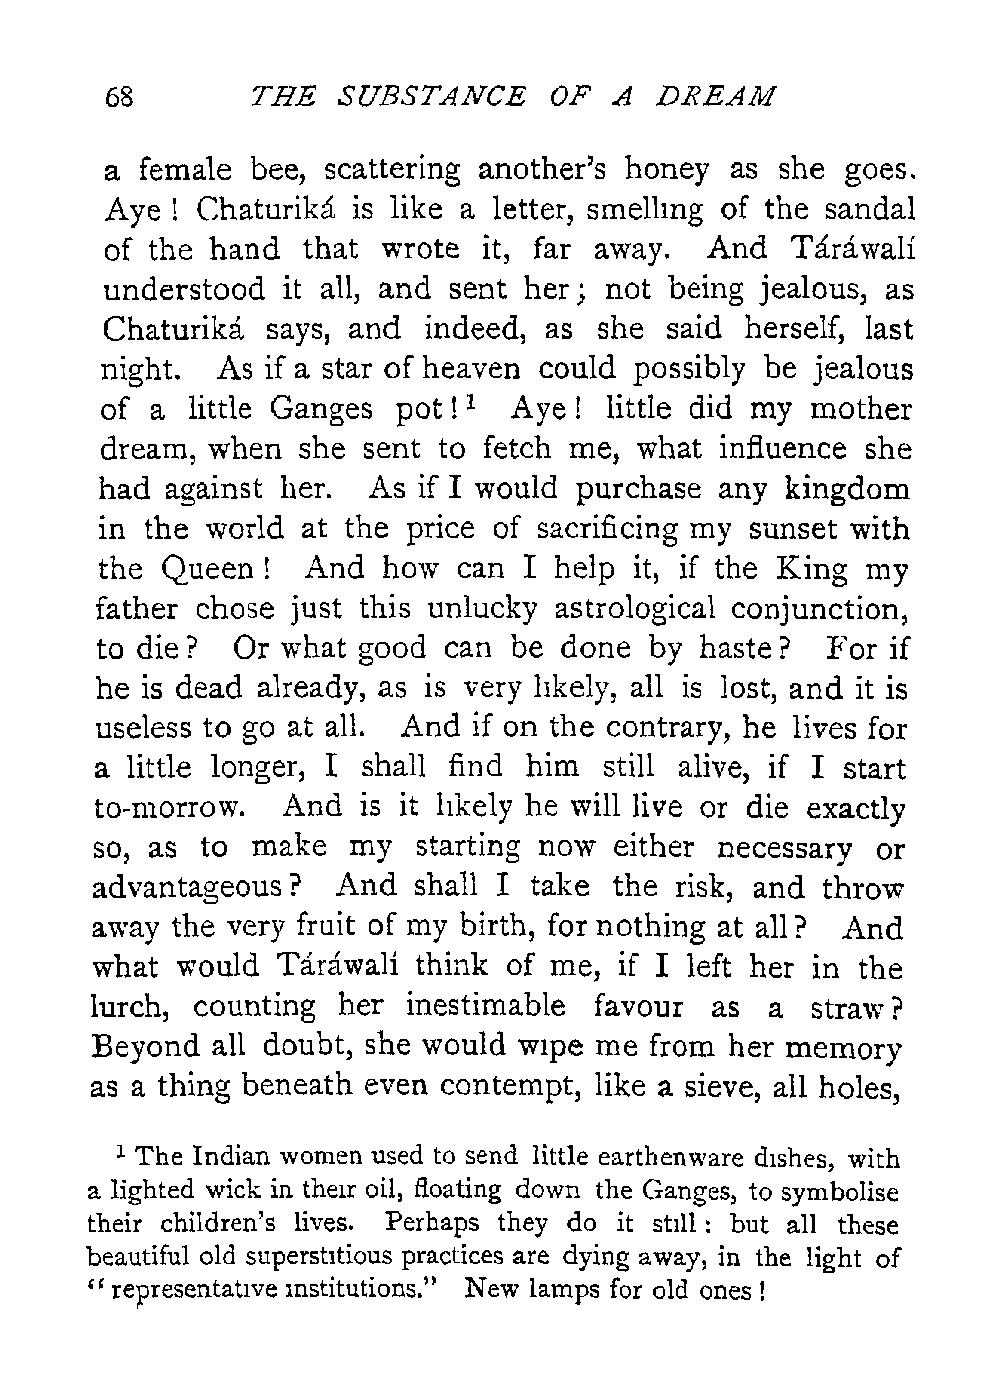 68 THE SUBSTANCE OF A DREAM
a female bee, scattering another's honey as she goes.
Aye! Chaturiká is like a letter, smelling of the sandal
of the hand that wrote it, far away. And Táráwalí
understood it all, and sent her; not being jealous, as
Chaturiká says, and indeed, as she said herself, last
night. As if a star of heaven could possibly be jealous
of a little Ganges pot!¹ Aye! little did my mother
dream, when she sent to fetch me, what influence she
had against her. As if I would purchase any kingdom
in the world at the price of sacrificing my sunset with
the Queen! And how can I help it, if the King my
father chose just this unlucky astrological conjunction,
to die? Or what good can be done by haste? For if
he is dead already, as is very likely, all is lost, and it is
useless to go at all. And if on the contrary, he lives for
a little longer, I shall find him still alive, if I start
to-morrow. And is it likely he will live or die exactly
so, as to make my starting now either necessary or
advantageous? And shall I take the risk, and throw
away the very fruit of my birth, for nothing at all? And
what would Táráwalí think of me, if I left her in the
lurch, counting her inestimable favour as a straw?
Beyond all doubt, she would wipe me from her memory
as a thing beneath even contempt, like a sieve, all holes,
¹ The Indian women used to send little earthenware dishes, with
a lighted wick in their oil, floating down the Ganges, to symbolise
their children's lives. Perhaps they do it still: but all these
beautiful old superstitious practices are dying away, in the light of
"representative institutions." New lamps for old ones!